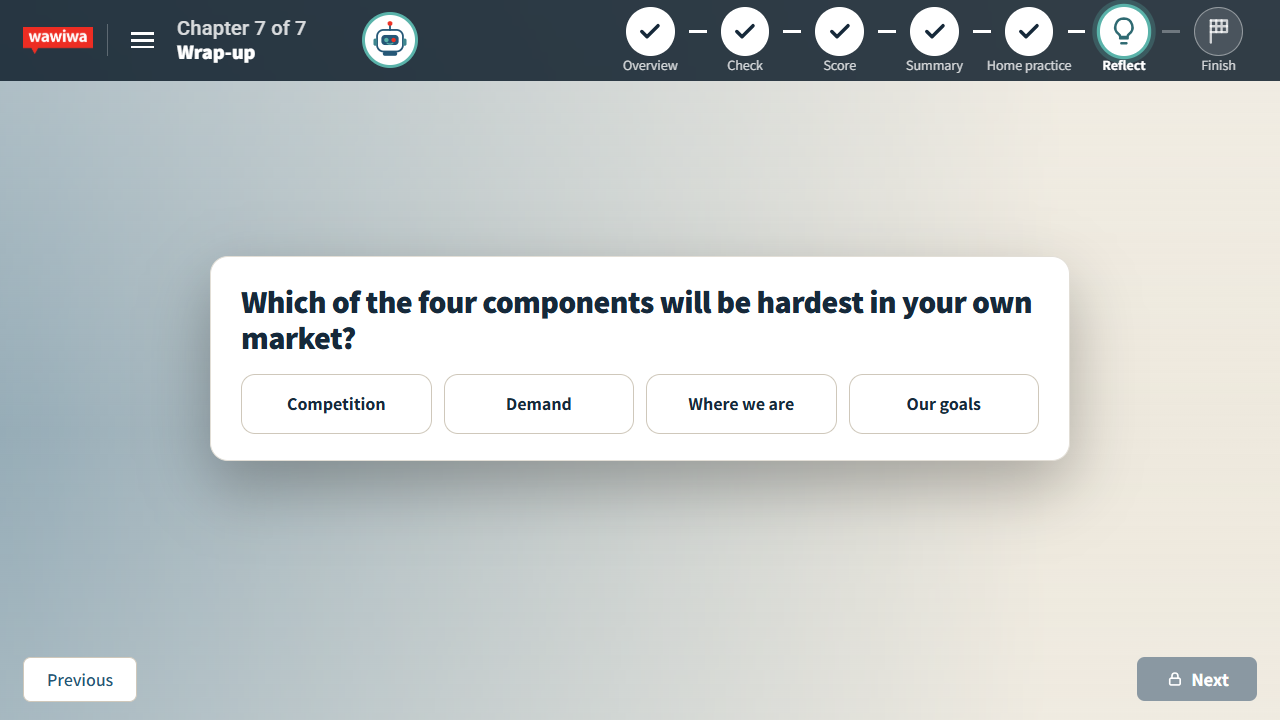 wawiwa
Chapter 7 of 7
Wrap-up
Overview
Check
Score
Summary
Home practice
Reflect
Finish
Which of the four components will be hardest in your own
market?
Competition
Demand
Where we are
Our goals
Previous
Next